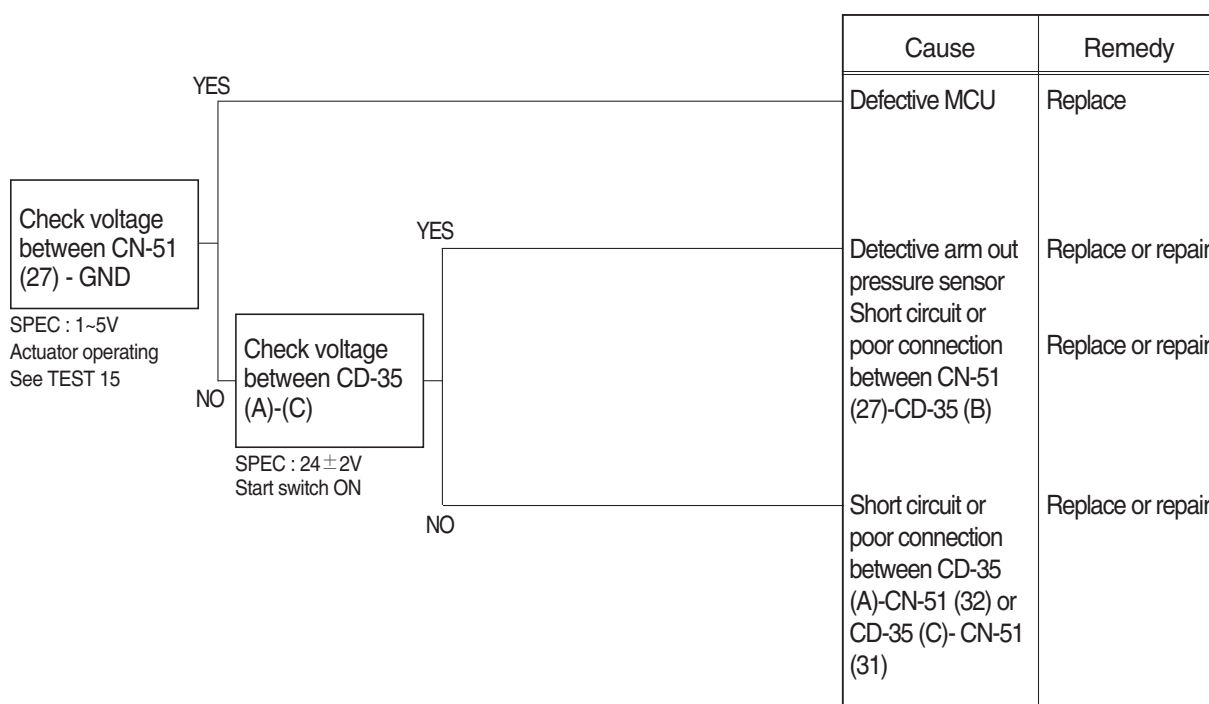 Cause
Remedy
YES
Defective MCU
Replace
Check voltage
between CN-51
(27) - GND
SPEC : 1~5V
Actuator operating
See TEST 15
YES
Detective arm out
pressure sensor
Replace or repair
Short circuit or
poor connection
between CN-51
(27)-CD-35 (B)
Replace or repair
NO
Check voltage
between CD-35
(A)-(C)
SPEC : 24±2V
Start switch ON
NO
Short circuit or
poor connection
between CD-35
(A)-CN-51 (32) or
CD-35 (C)- CN-51
(31)
Replace or repair